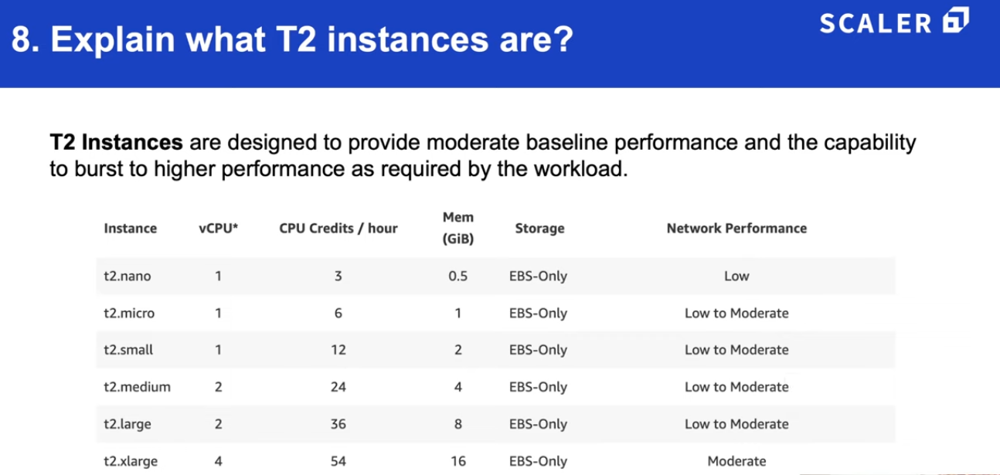 SCALER
8. Explain what T2 instances are?
T2 Instances are designed to provide moderate baseline performance and the capability
to burst to higher performance as required by the workload.
Instance vCPU* CPU Credits / hour Mem (GiB) Storage Network Performance
t2.nano 1 3 0.5 EBS-Only Low
t2.micro 1 6 1 EBS-Only Low to Moderate
t2.small 1 12 2 EBS-Only Low to Moderate
t2.medium 2 24 4 EBS-Only Low to Moderate
t2.large 2 36 8 EBS-Only Low to Moderate
t2.xlarge 4 54 16 EBS-Only Moderate